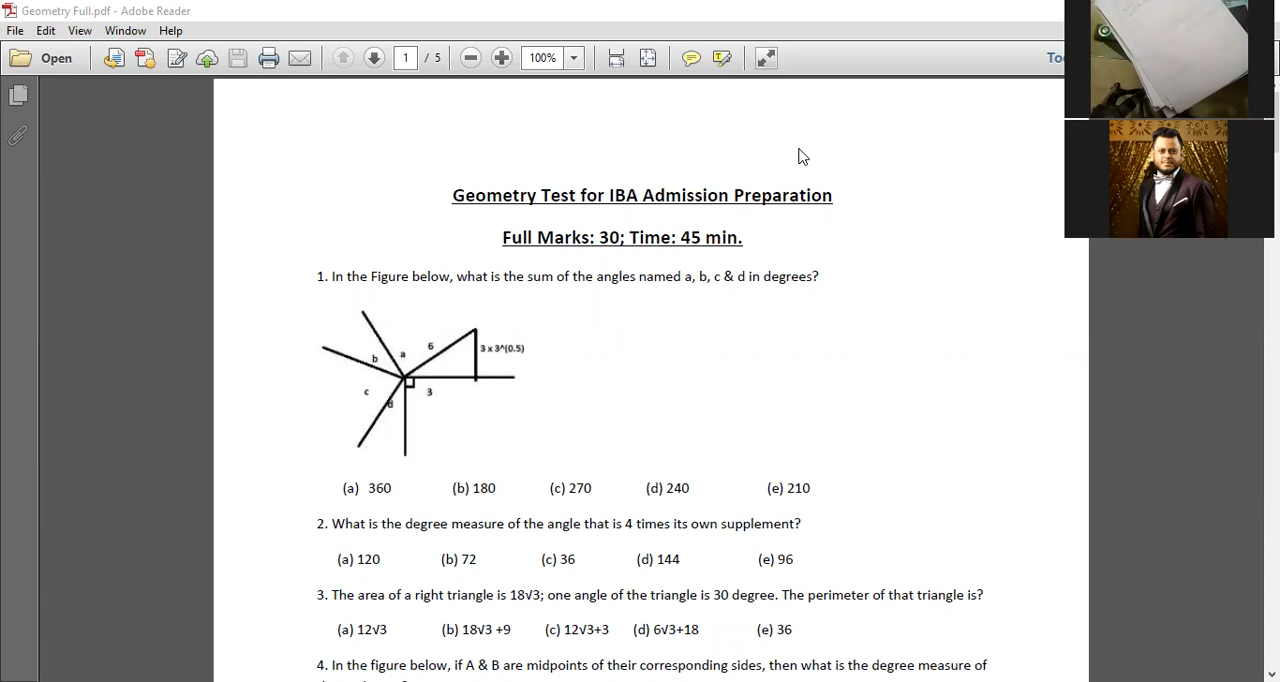 Geometry Full.pdf - Adobe Reader
File Edit View Window Help
Open 1 / 5 100% Too
Geometry Test for IBA Admission Preparation
Full Marks: 30; Time: 45 min.
1. In the Figure below, what is the sum of the angles named a, b, c & d in degrees?
6
3 x 3^(0.5)
b a
c 3
d
(a) 360 (b) 180 (c) 270 (d) 240 (e) 210
2. What is the degree measure of the angle that is 4 times its own supplement?
(a) 120 (b) 72 (c) 36 (d) 144 (e) 96
3. The area of a right triangle is 18√3; one angle of the triangle is 30 degree. The perimeter of that triangle is?
(a) 12√3 (b) 18√3 +9 (c) 12√3+3 (d) 6√3+18 (e) 36
4. In the figure below, if A & B are midpoints of their corresponding sides, then what is the degree measure of